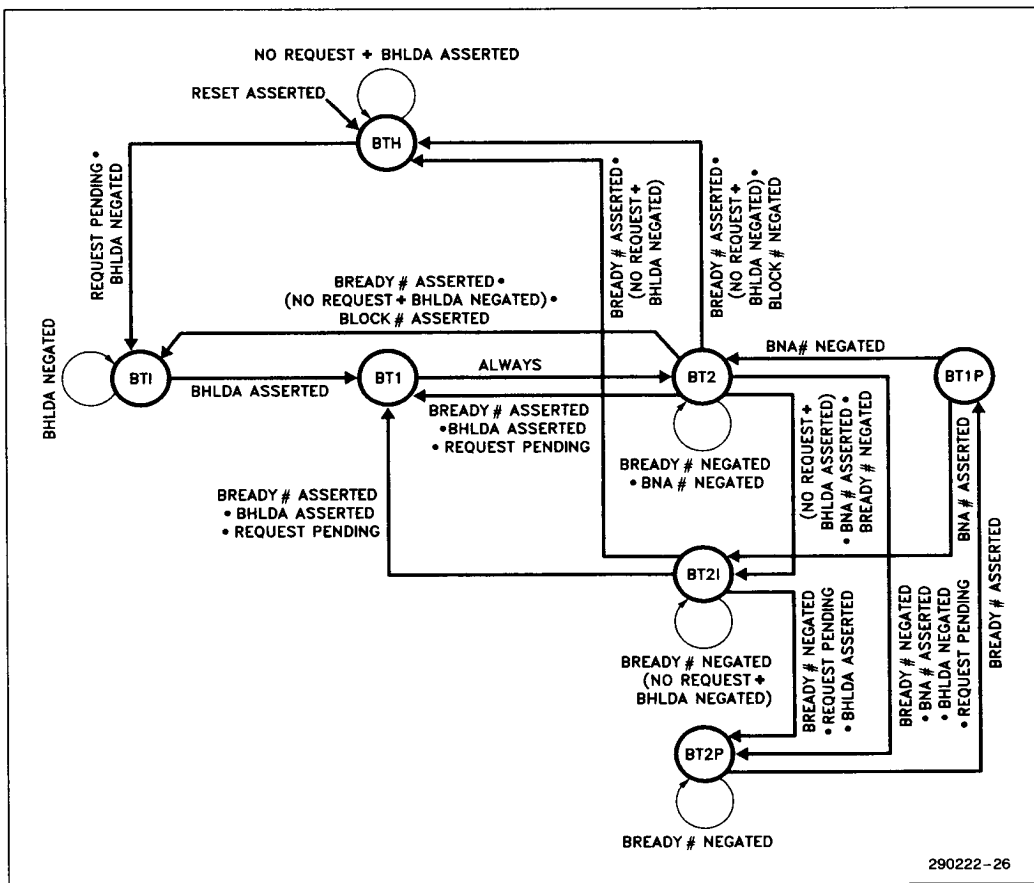 NO REQUEST + BHLDA ASSERTED
RESET ASSERTED
BTH
REQUEST PENDING •
BHLDA NEGATED
BREADY # ASSERTED •
(NO REQUEST +
BHLDA NEGATED)
BREADY # ASSERTED •
(NO REQUEST +
BHLDA NEGATED) •
BLOCK # NEGATED
BREADY # ASSERTED •
(NO REQUEST + BHLDA NEGATED) •
BLOCK # ASSERTED
BHLDA NEGATED
BTI
BHLDA ASSERTED
BT1
ALWAYS
BT2
BNA# NEGATED
BT1P
BREADY # ASSERTED
• BHLDA ASSERTED
• REQUEST PENDING
BREADY # NEGATED
• BNA # NEGATED
(NO REQUEST +
BHLDA ASSERTED)
• BNA # ASSERTED •
BREADY # NEGATED
BNA # ASSERTED
BREADY # ASSERTED
BREADY # ASSERTED
• BHLDA ASSERTED
• REQUEST PENDING
BT2I
BREADY # NEGATED
(NO REQUEST +
BHLDA NEGATED)
BREADY # NEGATED
• REQUEST PENDING
• BHLDA ASSERTED
BREADY # NEGATED
• BNA # ASSERTED
• BHLDA NEGATED
• REQUEST PENDING
BT2P
BREADY # NEGATED
290222-26